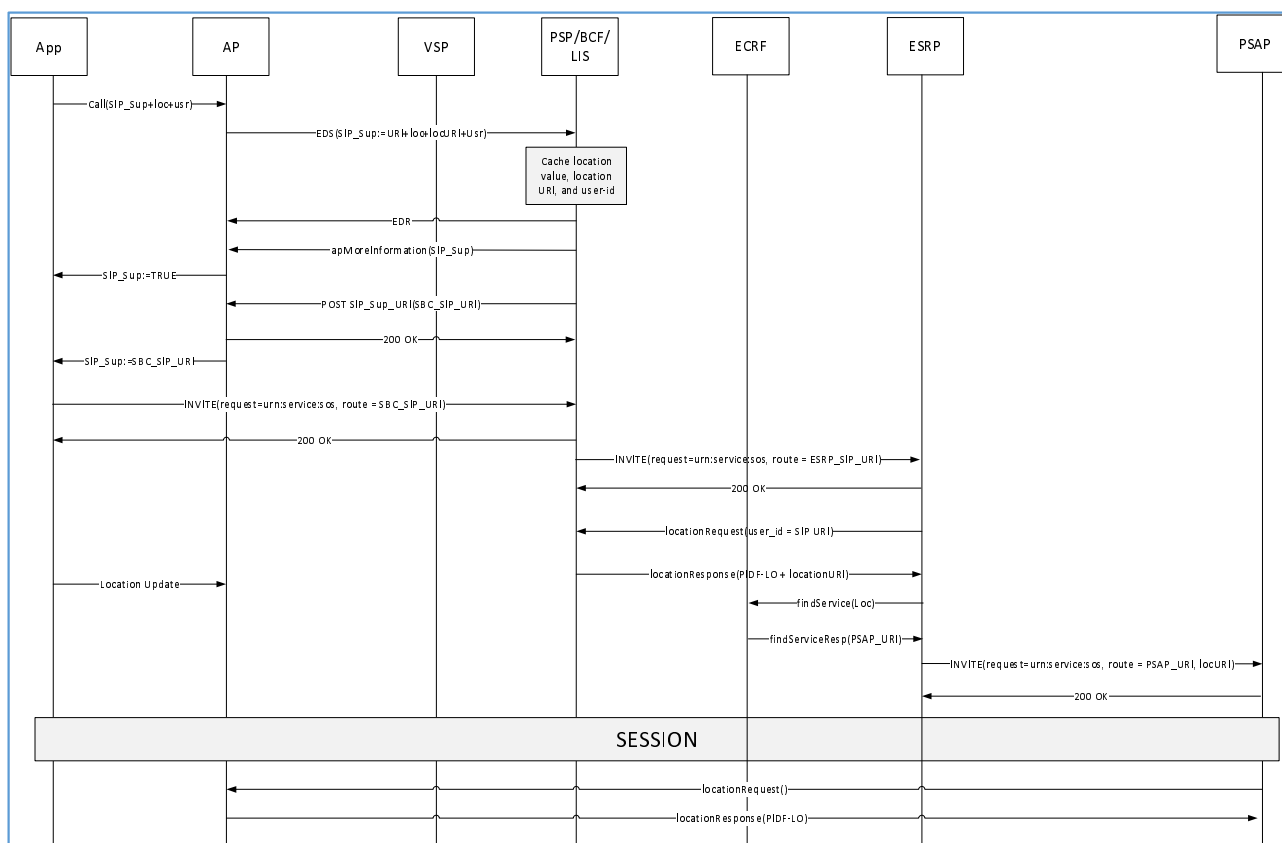 App
AP
VSP
PSP/BCF/
LIS
ECRF
ESRP
PSAP
Call(SIP_Sup+loc+usr)
EDS(SIP_Sup:=URI+loc+locURI+Usr)
Cache location
value, location
URI, and user-id
EDR
apMoreInformation(SIP_Sup)
SIP_Sup:=TRUE
POST SIP_Sup_URI(SBC_SIP_URI)
200 OK
SIP_Sup:=SBC_SIP_URI
INVITE(request=urn:service:sos, route = SBC_SIP_URI)
200 OK
INVITE(request=urn:service:sos, route = ESRP_SIP_URI)
200 OK
locationRequest(user_id = SIP URI)
locationResponse(PIDF-LO + locationURI)
Location Update
findService(Loc)
findServiceResp(PSAP_URI)
INVITE(request=urn:service:sos, route = PSAP_URI, locURI)
200 OK
SESSION
locationRequest()
locationResponse(PIDF-LO)